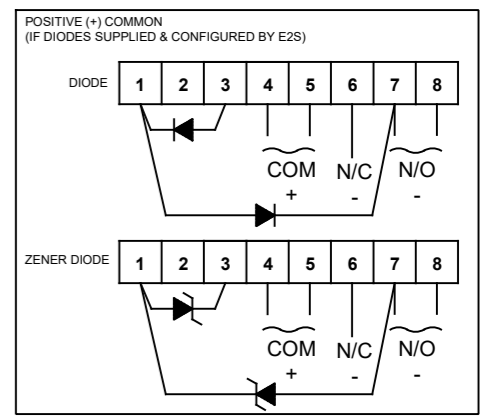 POSITIVE (+) COMMON
(IF DIODES SUPPLIED & CONFIGURED BY E2S)
DIODE 1 2 3 4 5 6 7 8
COM N/C N/O
+ - -
ZENER DIODE 1 2 3 4 5 6 7 8
COM N/C N/O
+ - -